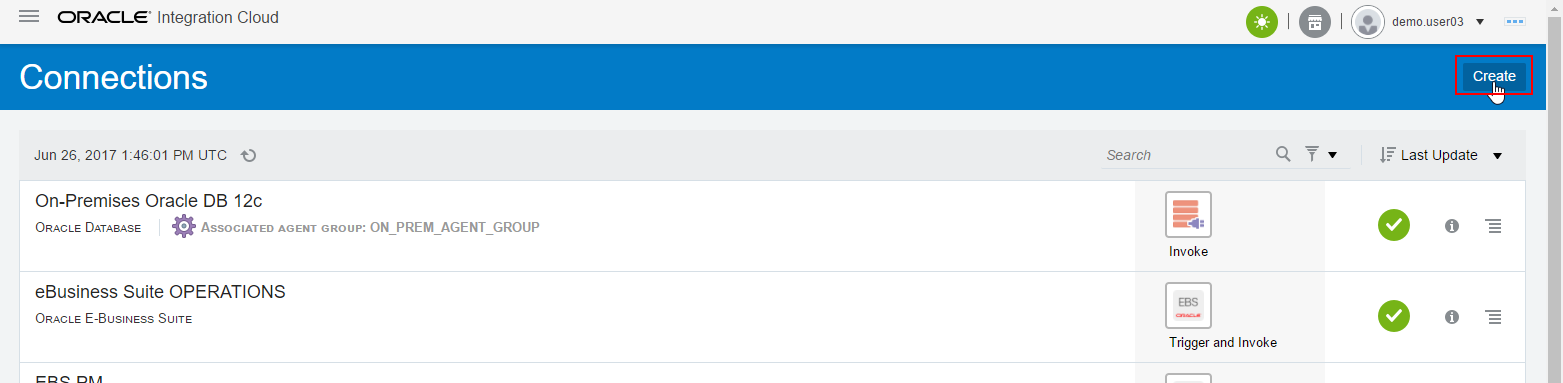 ORACLE® Integration Cloud
demo.user03
Connections
Create
Jun 26, 2017 1:46:01 PM UTC
Search
Last Update
On-Premises Oracle DB 12c
Oracle Database
Associated agent group: ON_PREM_AGENT_GROUP
Invoke
eBusiness Suite OPERATIONS
Oracle E-Business Suite
EBS
ORACLE
Trigger and Invoke
EBS PM